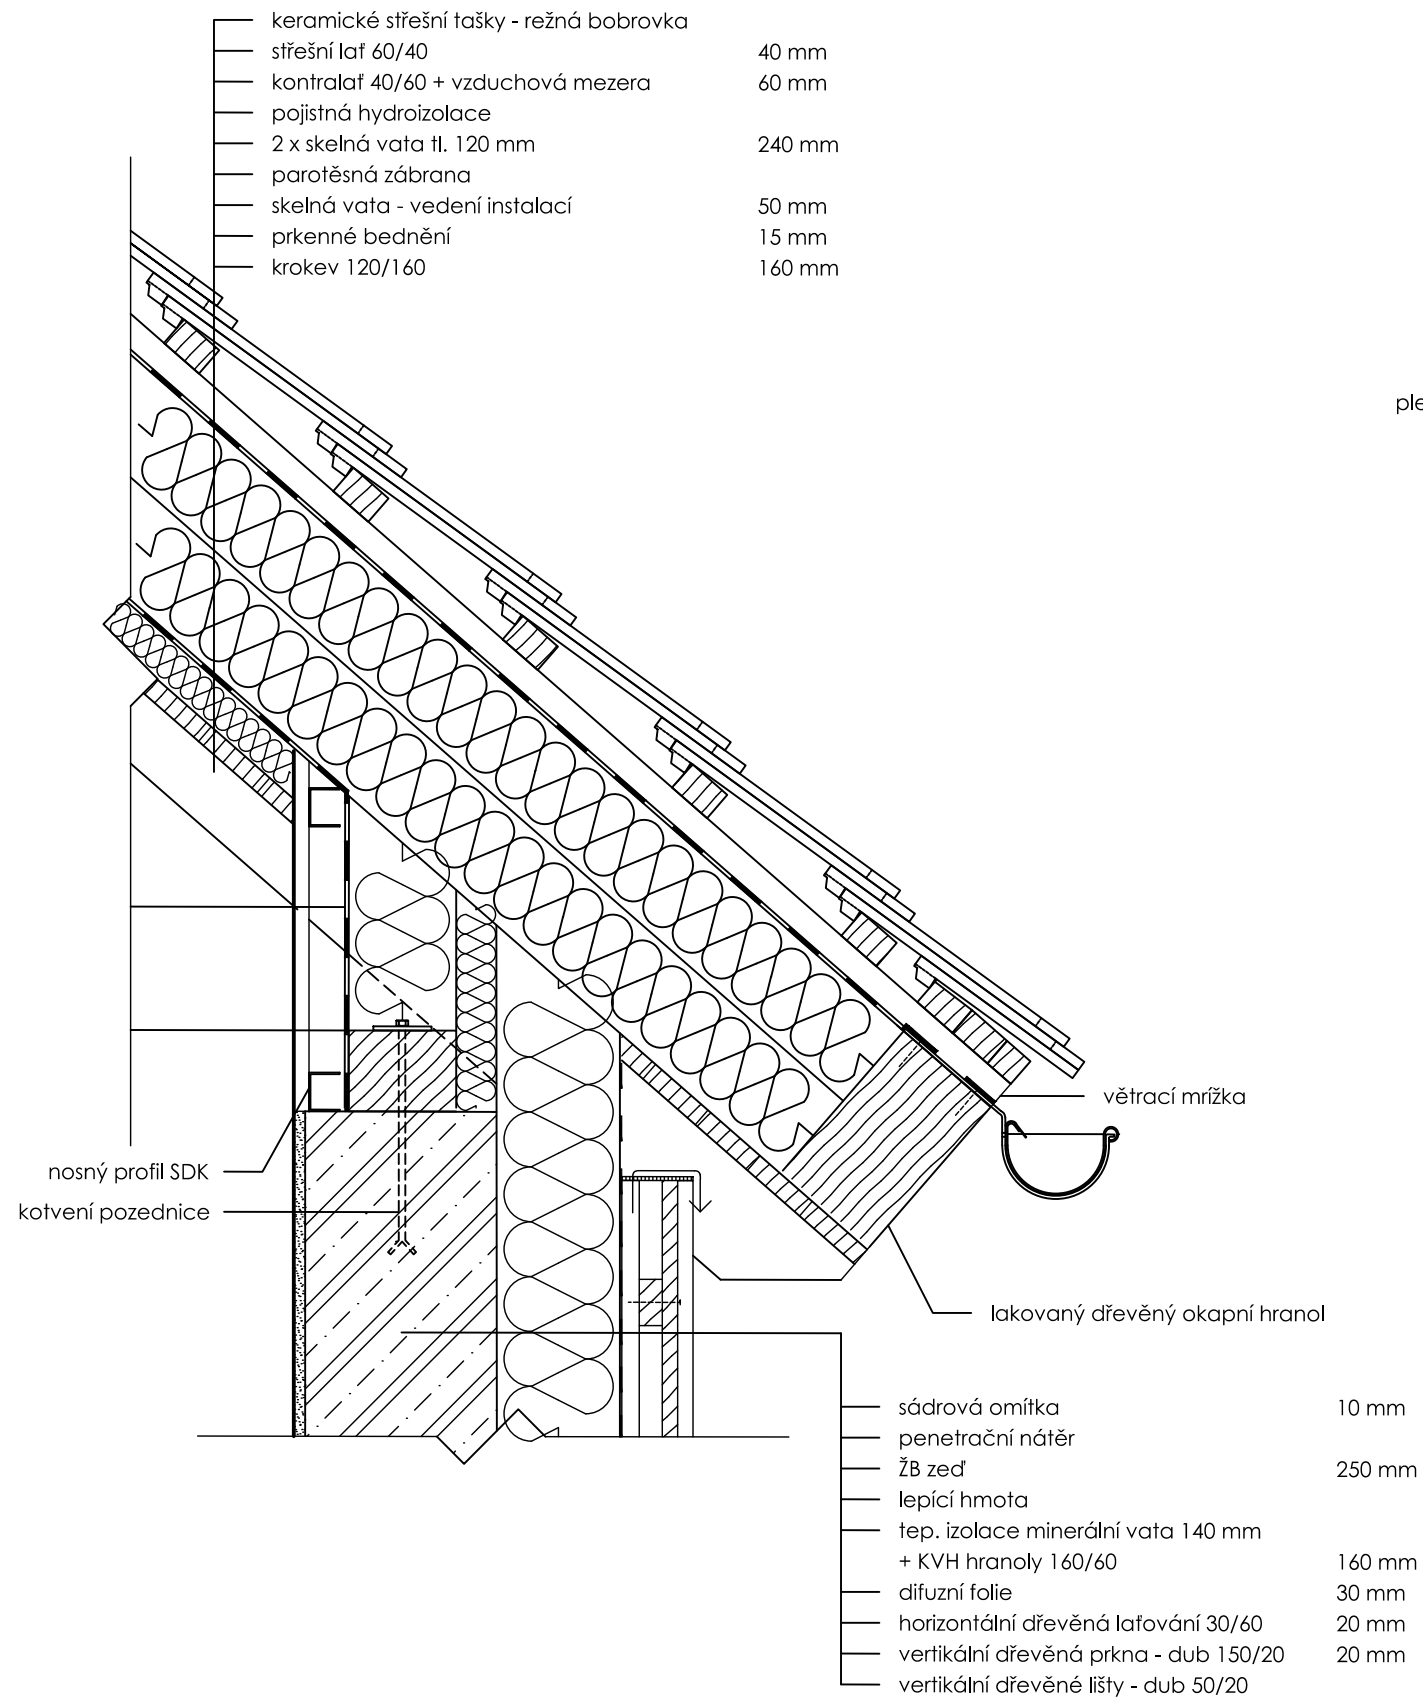 keramické střešní tašky - režná bobrovka
střešní lať 60/40 40 mm
kontralať 40/60 + vzduchová mezera 60 mm
pojistná hydroizolace
2 x skelná vata tl. 120 mm 240 mm
parotěsná zábrana
skelná vata - vedení instalací 50 mm
prkenné bednění 15 mm
krokev 120/160 160 mm
ple
větrací mrížka
nosný profil SDK
kotvení pozednice
lakovaný dřevěný okapní hranol
sádrová omítka 10 mm
penetrační nátěr
ŽB zeď 250 mm
lepící hmota
tep. izolace minerální vata 140 mm
+ KVH hranoly 160/60 160 mm
difuzní folie 30 mm
horizontální dřevěná laťování 30/60 20 mm
vertikální dřevěná prkna - dub 150/20 20 mm
vertikální dřevěné lišty - dub 50/20